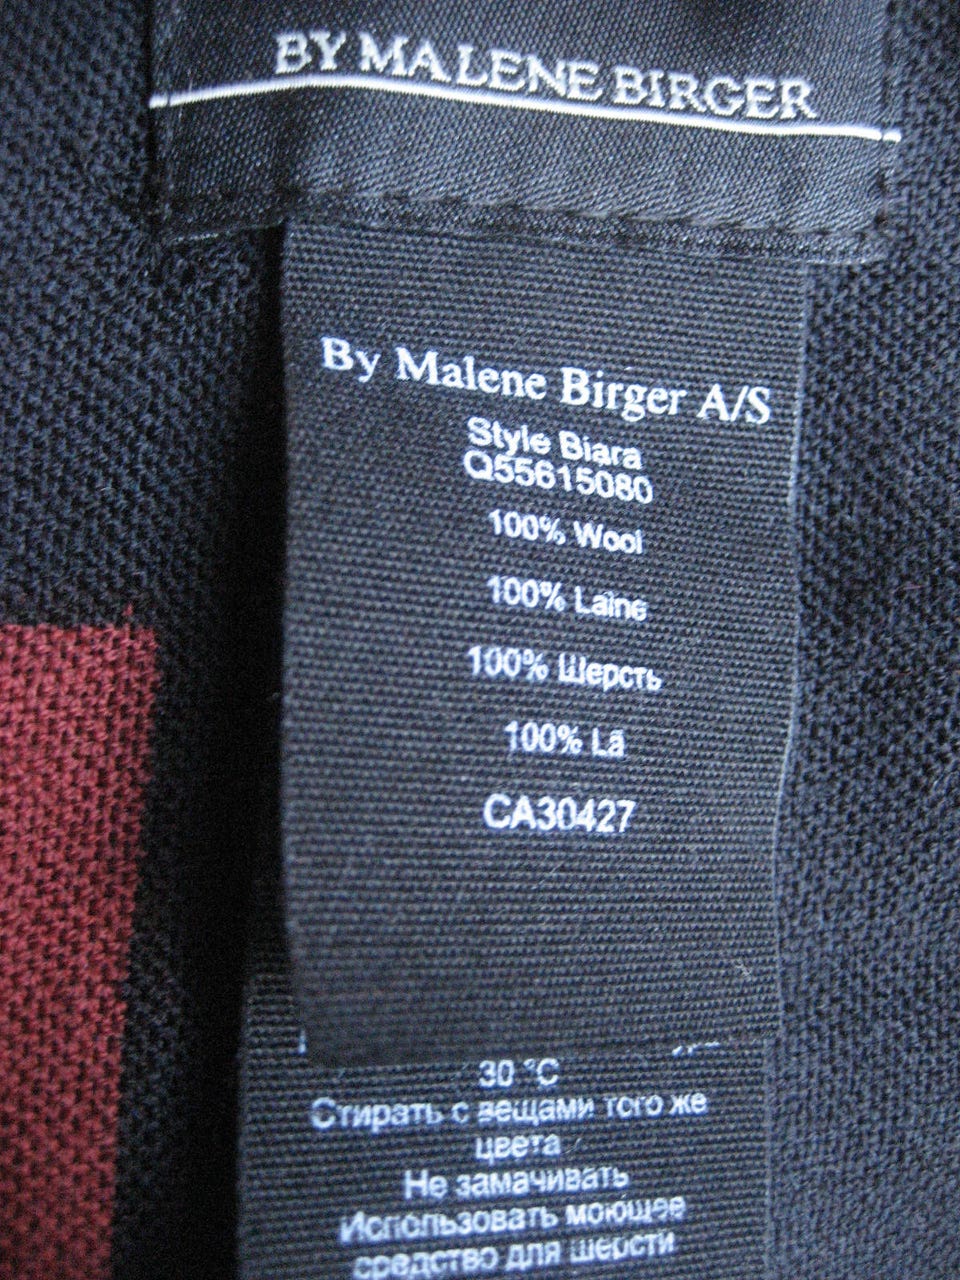 BY MALENE BIRGER
By Malene Birger A/S
Style Biara
Q55615080
100% Wool
100% Laine
100% Шерсть
100% Lã
CA30427
30 °C
Стирать с вещами того же
цвета
Не замачивать
Использовать моющее
средство для шерсти